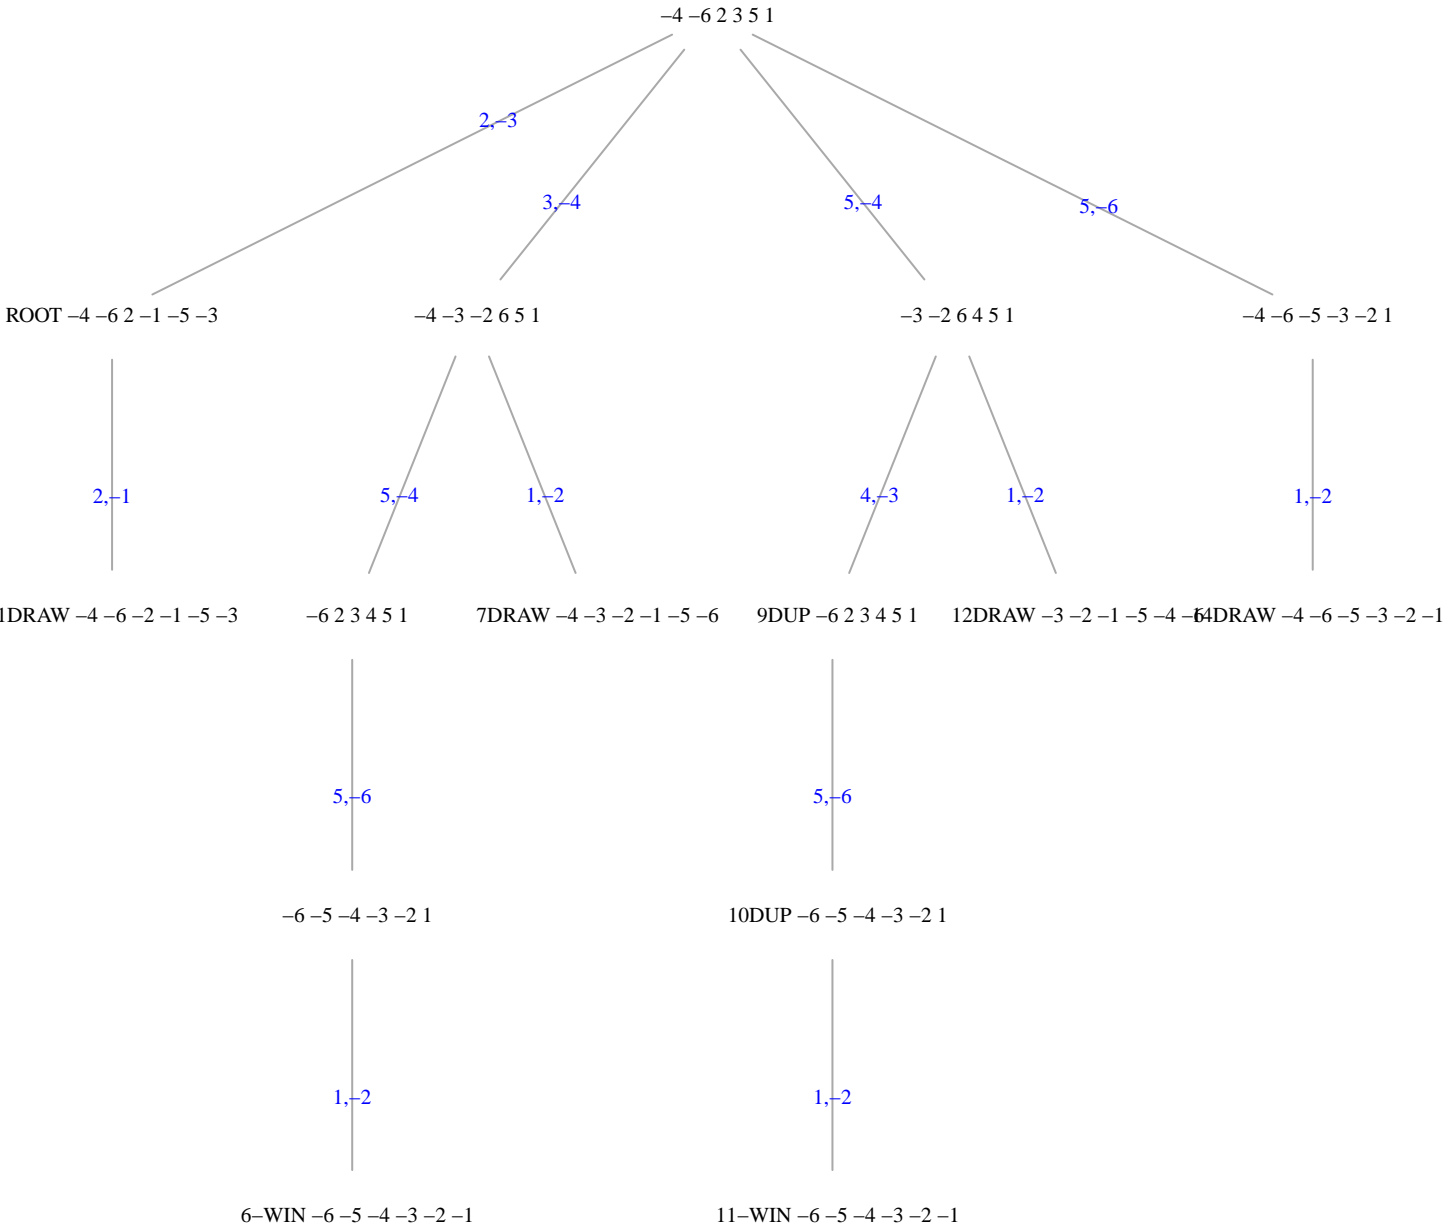 –4 –6 2 3 5 1
2,–3
3,–4
5,–4
5,–6
ROOT –4 –6 2 –1 –5 –3
–4 –3 –2 6 5 1
–3 –2 6 4 5 1
–4 –6 –5 –3 –2 1
2,–1
5,–4
1,–2
4,–3
1,–2
1,–2
1DRAW –4 –6 –2 –1 –5 –3
–6 2 3 4 5 1
7DRAW –4 –3 –2 –1 –5 –6
9DUP –6 2 3 4 5 1
12DRAW –3 –2 –1 –5 –4 –6
14DRAW –4 –6 –5 –3 –2 –1
5,–6
5,–6
–6 –5 –4 –3 –2 1
10DUP –6 –5 –4 –3 –2 1
1,–2
1,–2
6–WIN –6 –5 –4 –3 –2 –1
11–WIN –6 –5 –4 –3 –2 –1